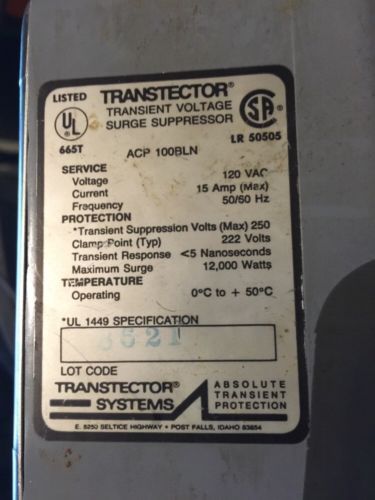 LISTED TRANSTECTOR®
UL ® TRANSIENT VOLTAGE
SURGE SUPPRESSOR SA ®
665T LR 50505
ACP 100BLN
SERVICE
Voltage 120 VAC
Current 15 Amp (Max)
Frequency 50/60 Hz
PROTECTION
*Transient Suppression Volts (Max) 250
Clamp Point (Typ) 222 Volts
Transient Response <5 Nanoseconds
Maximum Surge 12,000 Watts
TEMPERATURE
Operating 0°C to + 50°C
*UL 1449 SPECIFICATION
8621
LOT CODE
TRANSTECTOR® ABSOLUTE
SYSTEMS TRANSIENT
PROTECTION
E. 5250 SELTICE HIGHWAY • POST FALLS, IDAHO 83854